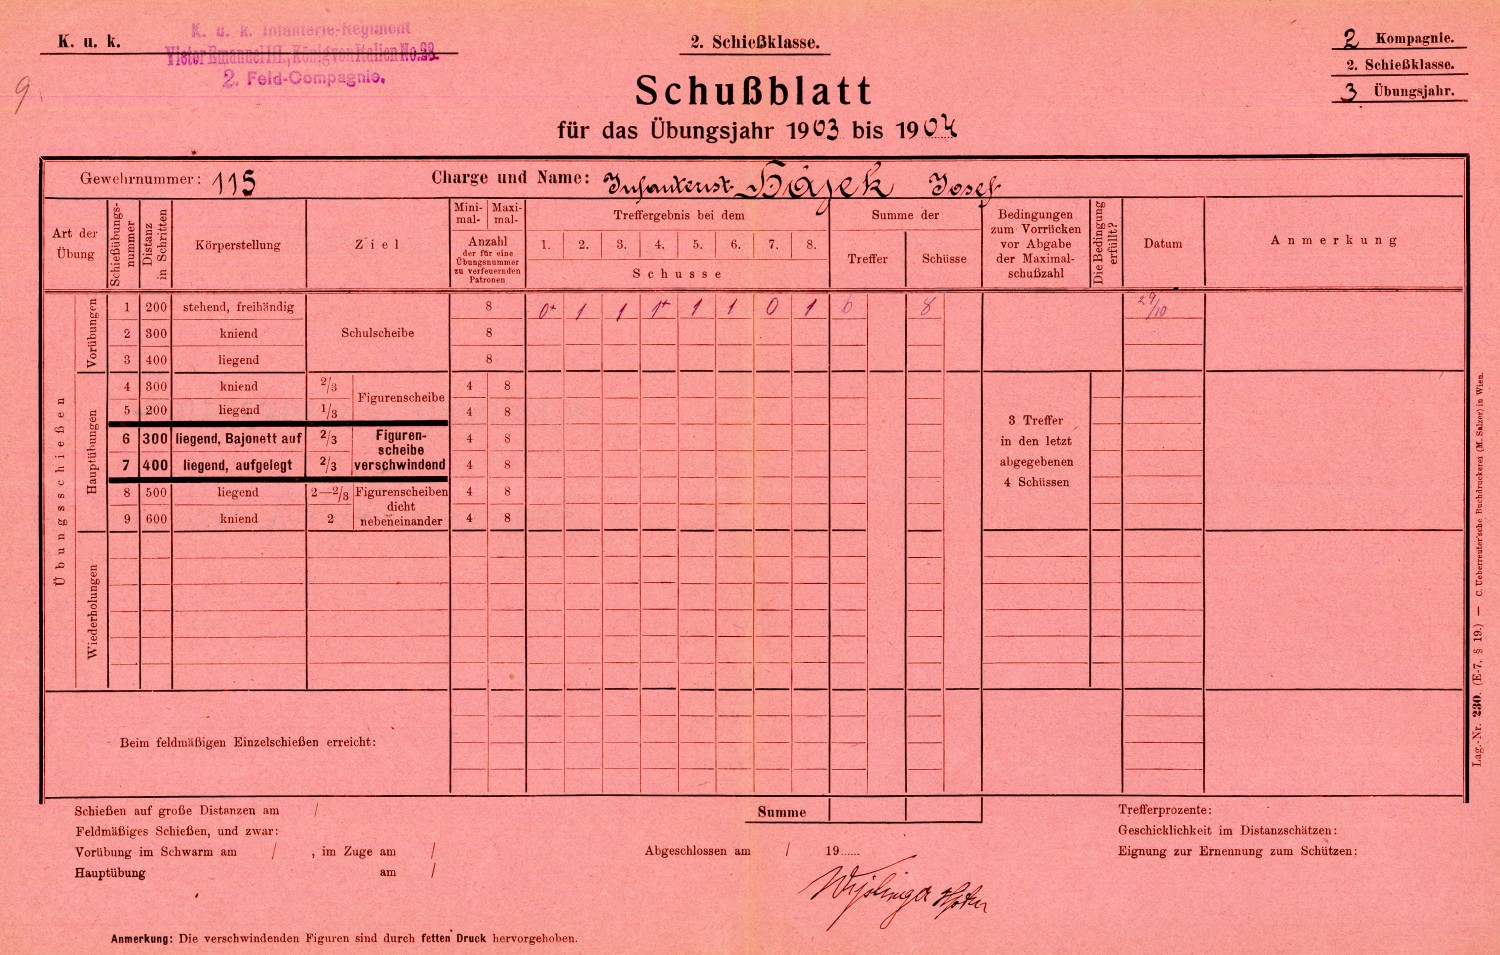 K. u. k.
K. u. k. Infanterie-Regiment
Victor Emanuel III., König von Italien No. 28.
2. Feld-Compagnie.
9
2. Schießklasse.
2 Kompagnie.
2. Schießklasse.
3 Übungsjahr.
Schußblatt
für das Übungsjahr 1903 bis 1904
Gewehrnummer: 115 Charge und Name: Infanterist Hájek Josef
Art der Übung
Schießübungsnummer
Distanz in Schritten
Körperstellung
Ziel
Minimal- Maximal-
Anzahl
der für eine
Übungsnummer
zu verfeuernden
Patronen
Treffergebnis bei dem
1. 2. 3. 4. 5. 6. 7. 8.
Schusse
Summe der
Treffer Schüsse
Bedingungen
zum Vorrücken
vor Abgabe
der Maximal-
schußzahl
Die Bedingung erfüllt?
Datum
Anmerkung
Übungsschießen
Vorübungen
1 200 stehend, freihändig Schulscheibe 8 0+ 1 1 1+ 1 1 0 1 6 8 29/10
2 300 kniend 8
3 400 liegend 8
Hauptübungen
4 300 kniend 2/3 Figurenscheibe 4 8
5 200 liegend 1/3 4 8
6 300 liegend, Bajonett auf 2/3 Figuren-
scheibe
verschwindend 4 8
7 400 liegend, aufgelegt 2/3 4 8
8 500 liegend 2—2/3 Figurenscheiben
dicht
nebeneinander 4 8
9 600 kniend 2 4 8
3 Treffer
in den letzt
abgegebenen
4 Schüssen
Wiederholungen
Beim feldmäßigen Einzelschießen erreicht:
Summe
Schießen auf große Distanzen am /
Feldmäßiges Schießen, und zwar:
Vorübung im Schwarm am / , im Zuge am /
Hauptübung am /
Abgeschlossen am / 19......
Trefferprozente:
Geschicklichkeit im Distanzschätzen:
Eignung zur Ernennung zum Schützen:
Anmerkung: Die verschwindenden Figuren sind durch fetten Druck hervorgehoben.
Lag.-Nr. 230. (E-7, § 19.) — C. Ueberreuter'sche Buchdruckerei (M. Salzer) in Wien.